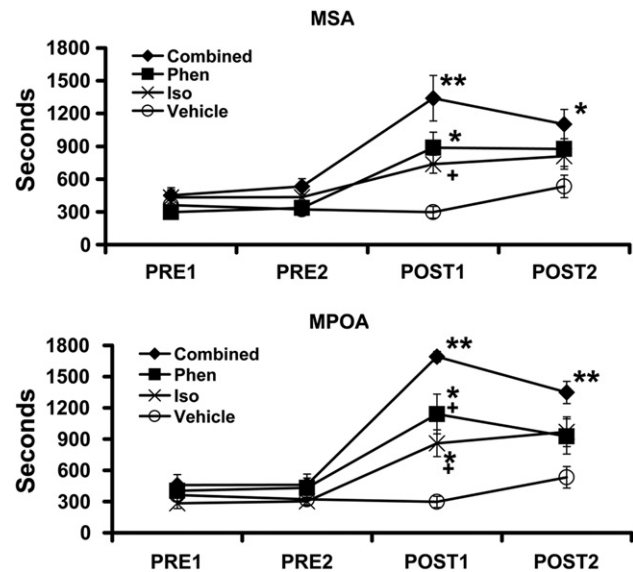 MSA
Seconds
1800
1500
1200
900
600
300
0
Combined
Phen
Iso
Vehicle
**
*
*
+
PRE1 PRE2 POST1 POST2
MPOA
Seconds
1800
1500
1200
900
600
300
0
Combined
Phen
Iso
Vehicle
**
**
*
+
*
+
PRE1 PRE2 POST1 POST2